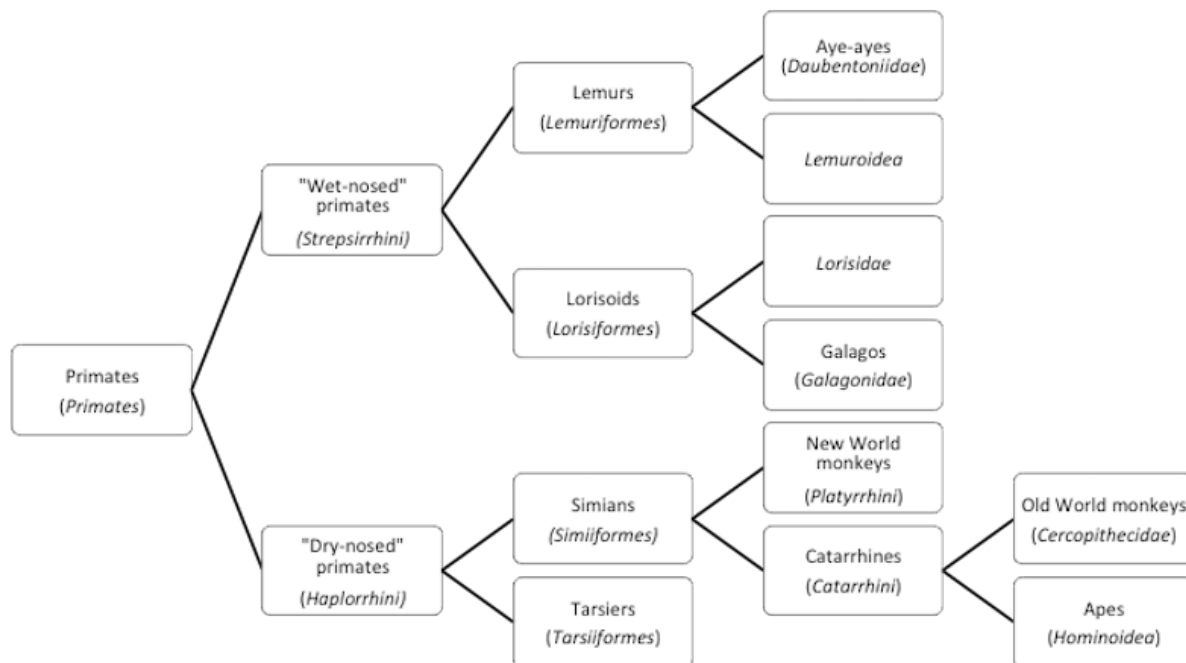 Primates
(Primates)
"Wet-nosed"
primates
(Strepsirrhini)
"Dry-nosed"
primates
(Haplorrhini)
Lemurs
(Lemuriformes)
Lorisoids
(Lorisiformes)
Simians
(Simiiformes)
Tarsiers
(Tarsiiformes)
Aye-ayes
(Daubentoniidae)
Lemuroidea
Lorisidae
Galagos
(Galagonidae)
New World
monkeys
(Platyrrhini)
Catarrhines
(Catarrhini)
Old World monkeys
(Cercopithecidae)
Apes
(Hominoidea)